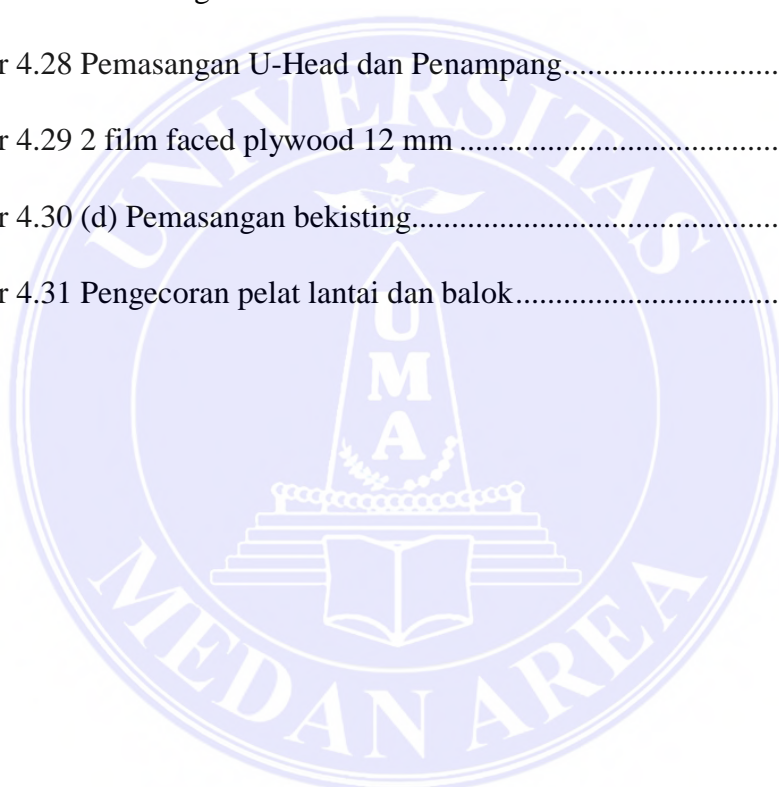 r 4.28 Pemasangan U-Head dan Penampang...........................
r 4.29 2 film faced plywood 12 mm ........................................
r 4.30 (d) Pemasangan bekisting..............................................
r 4.31 Pengecoran pelat lantai dan balok.................................
UNIVERSITAS
U
M
A
MEDAN AREA